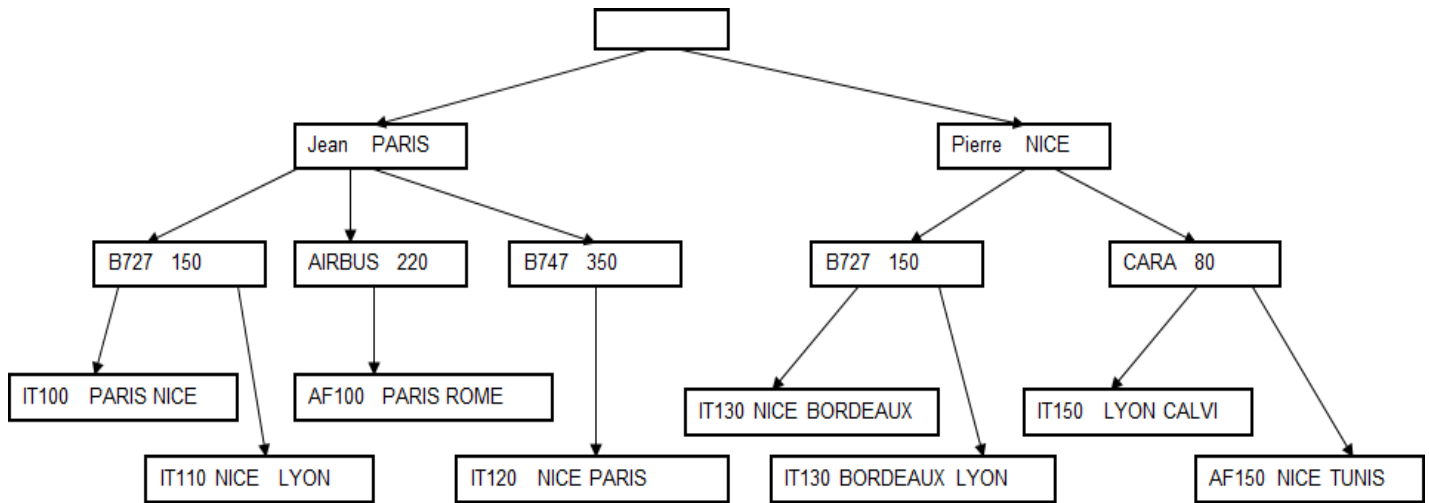 Jean PARIS
Pierre NICE
B727 150
AIRBUS 220
B747 350
B727 150
CARA 80
IT100 PARIS NICE
AF100 PARIS ROME
IT130 NICE BORDEAUX
IT150 LYON CALVI
IT110 NICE LYON
IT120 NICE PARIS
IT130 BORDEAUX LYON
AF150 NICE TUNIS